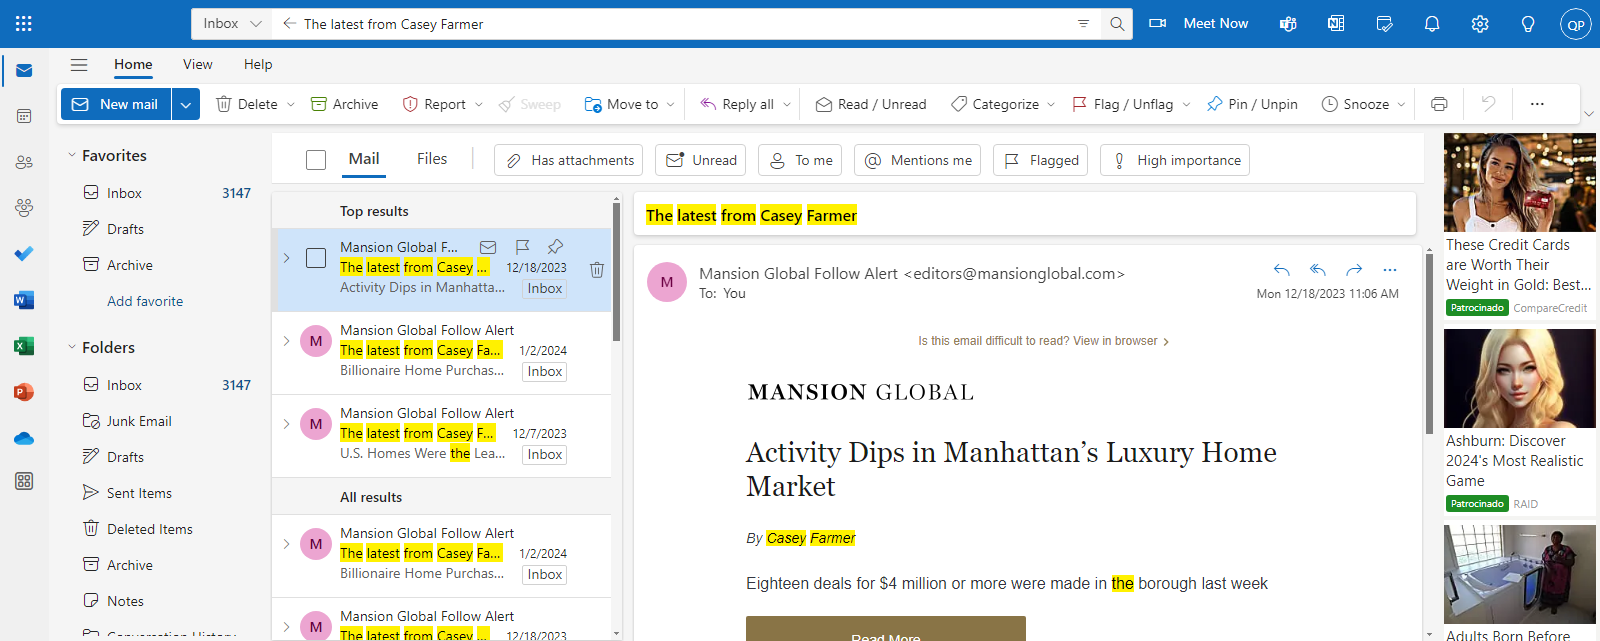 Inbox
The latest from Casey Farmer
Meet Now
QP
Home
View
Help
New mail
Delete
Archive
Report
Sweep
Move to
Reply all
Read / Unread
Categorize
Flag / Unflag
Pin / Unpin
Snooze
Favorites
Inbox 3147
Drafts
Archive
Add favorite
Folders
Inbox 3147
Junk Email
Drafts
Sent Items
Deleted Items
Archive
Notes
Conversation History
Mail
Files
Has attachments
Unread
To me
Mentions me
Flagged
High importance
Top results
Mansion Global F...
The latest from Casey ... 12/18/2023
Activity Dips in Manhatta... Inbox
M
Mansion Global Follow Alert
The latest from Casey Fa... 1/2/2024
Billionaire Home Purchas... Inbox
M
Mansion Global Follow Alert
The latest from Casey F... 12/7/2023
U.S. Homes Were the Lea... Inbox
All results
M
Mansion Global Follow Alert
The latest from Casey Fa... 1/2/2024
Billionaire Home Purchas... Inbox
M
Mansion Global Follow Alert
The latest from Casey ... 12/18/2023
The latest from Casey Farmer
M
Mansion Global Follow Alert <editors@mansionglobal.com>
To: You
Mon 12/18/2023 11:06 AM
Is this email difficult to read? View in browser >
MANSION GLOBAL
Activity Dips in Manhattan’s Luxury Home
Market
By Casey Farmer
Eighteen deals for $4 million or more were made in the borough last week
Read More
These Credit Cards
are Worth Their
Weight in Gold: Best...
Patrocinado CompareCredit
Ashburn: Discover
2024's Most Realistic
Game
Patrocinado RAID
Adults Born Before